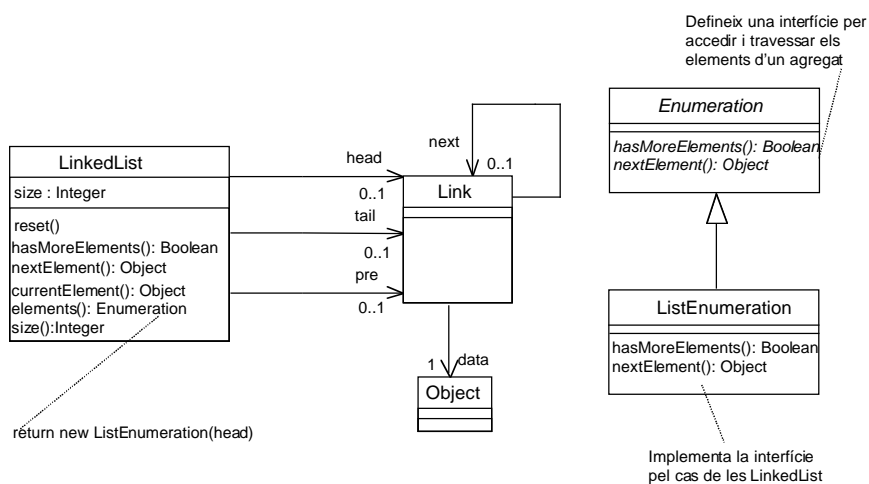 Defineix una interfície per
accedir i travessar els
elements d'un agregat
Enumeration
hasMoreElements(): Boolean
nextElement(): Object
next
0..1
LinkedList
size : Integer
reset()
hasMoreElements(): Boolean
nextElement(): Object
currentElement(): Object
elements(): Enumeration
size():Integer
head
0..1
tail
0..1
pre
0..1
Link
1
data
Object
ListEnumeration
hasMoreElements(): Boolean
nextElement(): Object
return new ListEnumeration(head)
Implementa la interfície
pel cas de les LinkedList